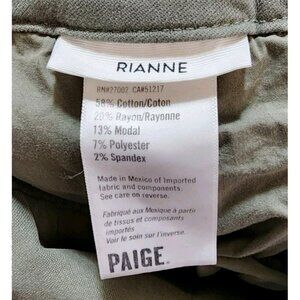 RIANNE
RN#27002 CA#51217
58% Cotton/Coton
20% Rayon/Rayonne
13% Modal
7% Polyester
2% Spandex
Made in Mexico of Imported
fabric and components.
See care on reverse.
Fabriqué aux Mexique à partir
de tissus et composants
importés
Voir le soin sur l'inverse.
PAIGE